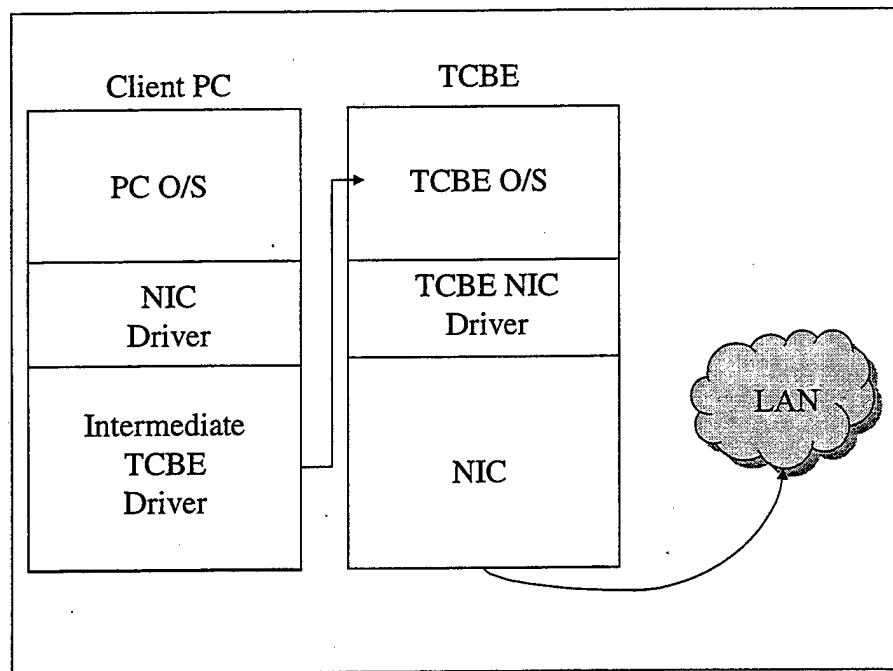 Client PC
PC O/S
NIC
Driver
Intermediate
TCBE
Driver
TCBE
TCBE O/S
TCBE NIC
Driver
NIC
LAN